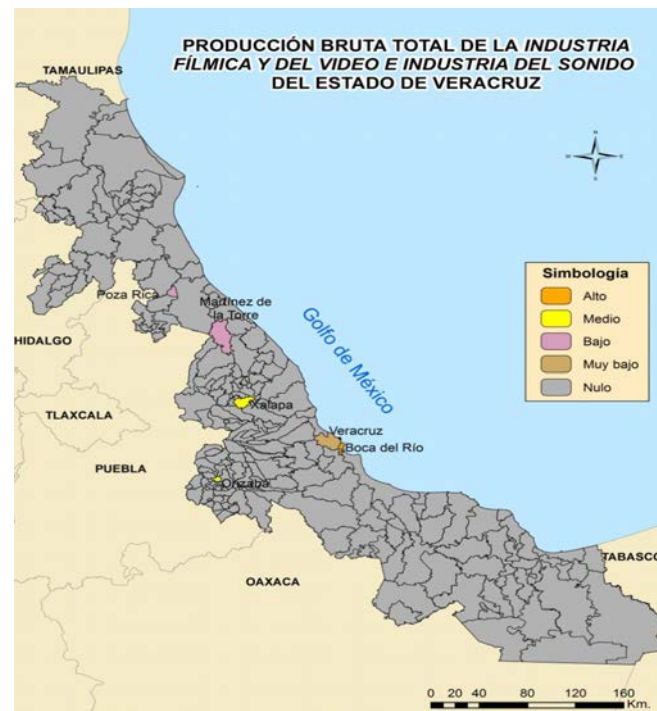 PRODUCCIÓN BRUTA TOTAL DE LA INDUSTRIA
FÍLMICA Y DEL VIDEO E INDUSTRIA DEL SONIDO
DEL ESTADO DE VERACRUZ
TAMAULIPAS
N
W
E
S
Simbología
Alto
Medio
Bajo
Muy bajo
Nulo
Poza Rica
Martínez de
la Torre
Golfo de México
HIDALGO
Xalapa
TLAXCALA
Veracruz
Boca del Río
PUEBLA
Orizaba
TABASCO
OAXACA
0 20 40 80 120 160
Km.